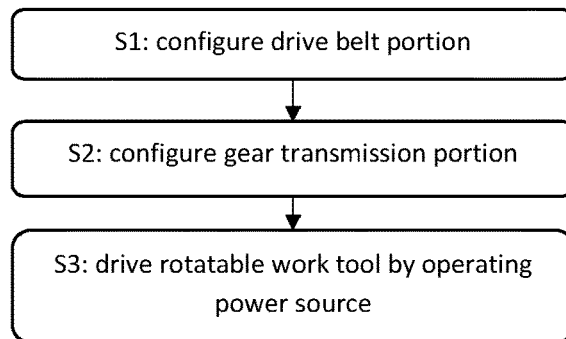 S1: configure drive belt portion
S2: configure gear transmission portion
S3: drive rotatable work tool by operating
power source